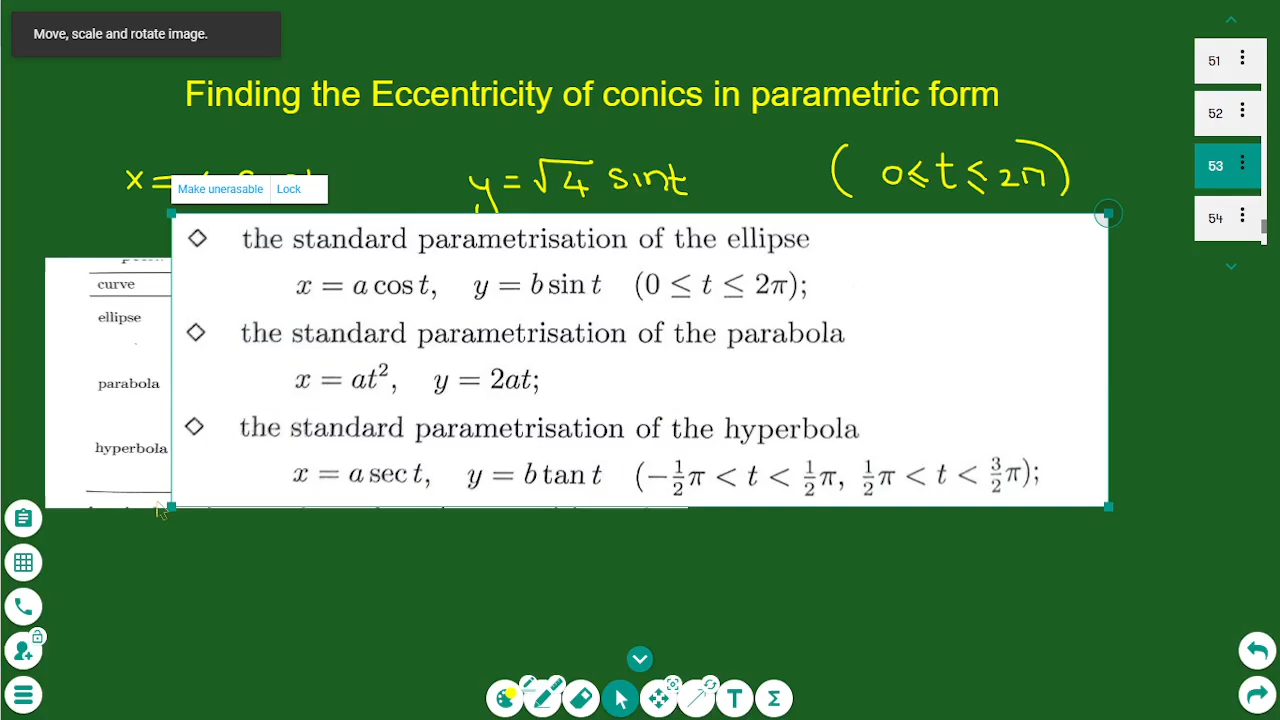 Move, scale and rotate image.
51
Finding the Eccentricity of conics in parametric form
52
x =
y = √4 sint
(0 ≤ t ≤ 2π)
53
Make unerasable Lock
54
◇ the standard parametrisation of the ellipse
x = a cos t, y = b sin t (0 ≤ t ≤ 2π);
◇ the standard parametrisation of the parabola
x = at², y = 2at;
◇ the standard parametrisation of the hyperbola
x = a sec t, y = b tan t (−½π < t < ½π, ½π < t < 3/2π);
curve
ellipse
parabola
hyperbola
T
Σ